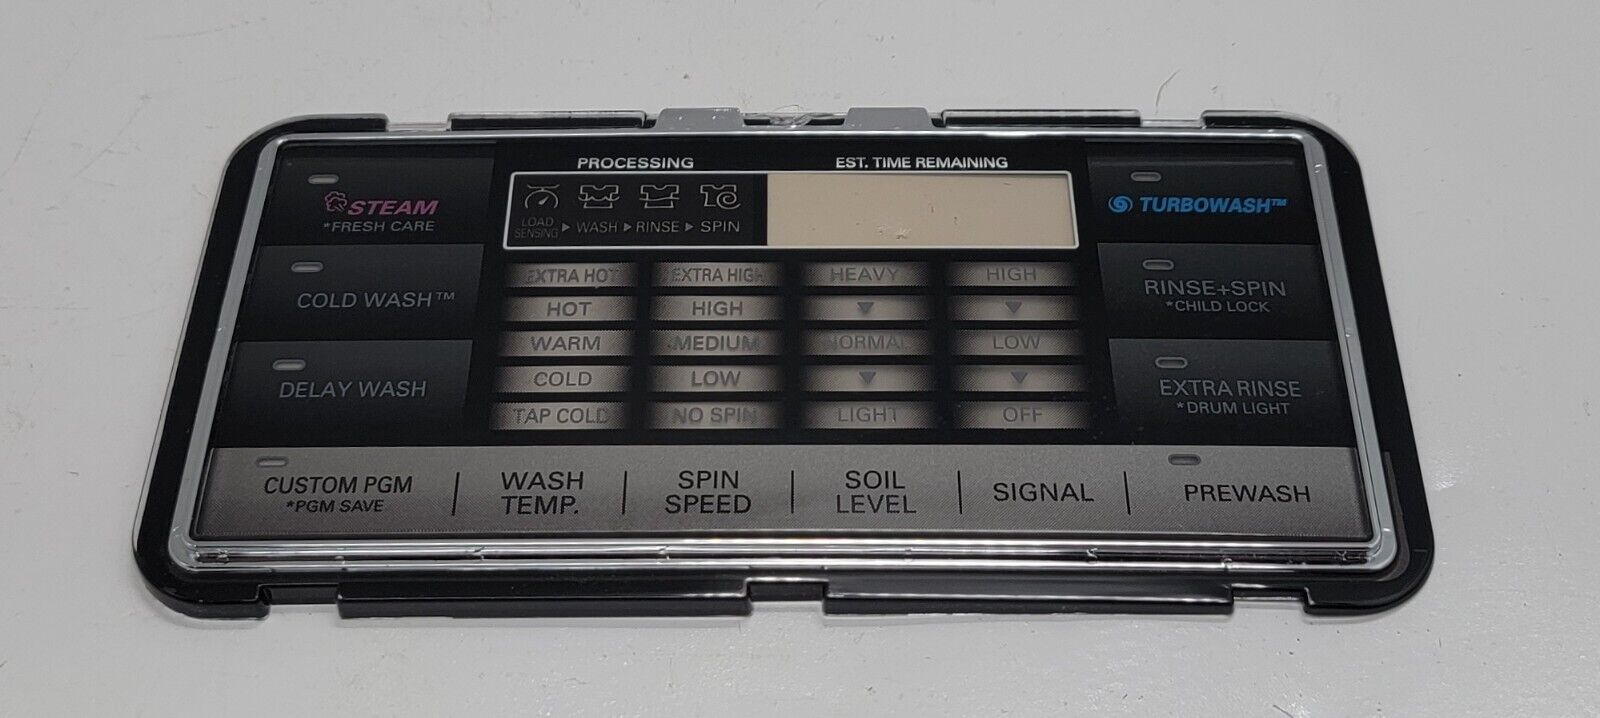 PROCESSING
EST. TIME REMAINING
STEAM
*FRESH CARE
LOAD
SENSING ▶ WASH ▶ RINSE ▶ SPIN
TURBOWASH™
COLD WASH™
EXTRA HOT EXTRA HIGH HEAVY HIGH
HOT HIGH ▼ ▼
WARM MEDIUM NORMAL LOW
COLD LOW ▼ ▼
TAP COLD NO SPIN LIGHT OFF
RINSE+SPIN
*CHILD LOCK
DELAY WASH
EXTRA RINSE
*DRUM LIGHT
CUSTOM PGM
*PGM SAVE
WASH
TEMP.
SPIN
SPEED
SOIL
LEVEL
SIGNAL
PREWASH